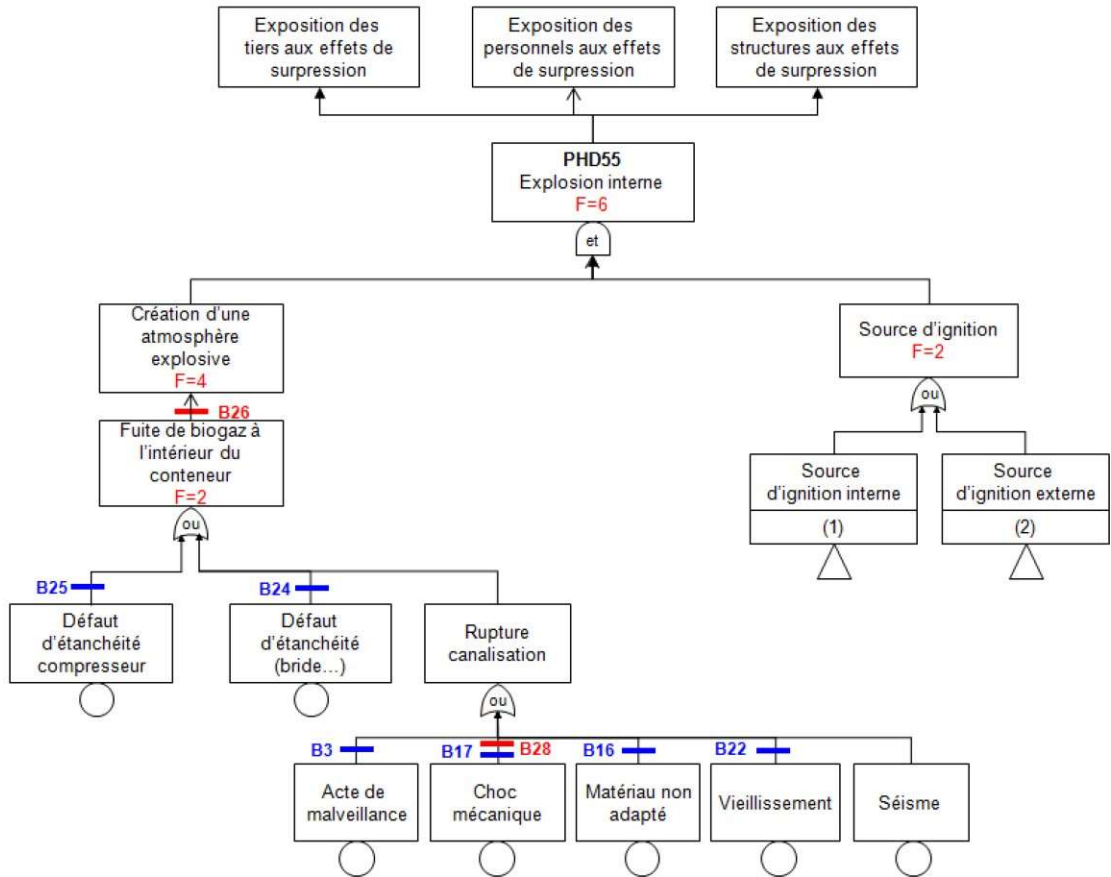 Exposition des
tiers aux effets de
surpression
Exposition des
personnels aux effets
de surpression
Exposition des
structures aux effets
de surpression
PHD55
Explosion interne
F=6
et
Création d'une
atmosphère
explosive
F=4
Source d'ignition
F=2
B26
ou
Fuite de biogaz à
l'intérieur du
conteneur
F=2
Source
d'ignition interne
(1)
Source
d'ignition externe
(2)
ou
B25
B24
Défaut
d'étanchéité
compresseur
Défaut
d'étanchéité
(bride...)
Rupture
canalisation
ou
B3
B17
B28
B16
B22
Acte de
malveillance
Choc
mécanique
Matériau non
adapté
Vieillissement
Séisme